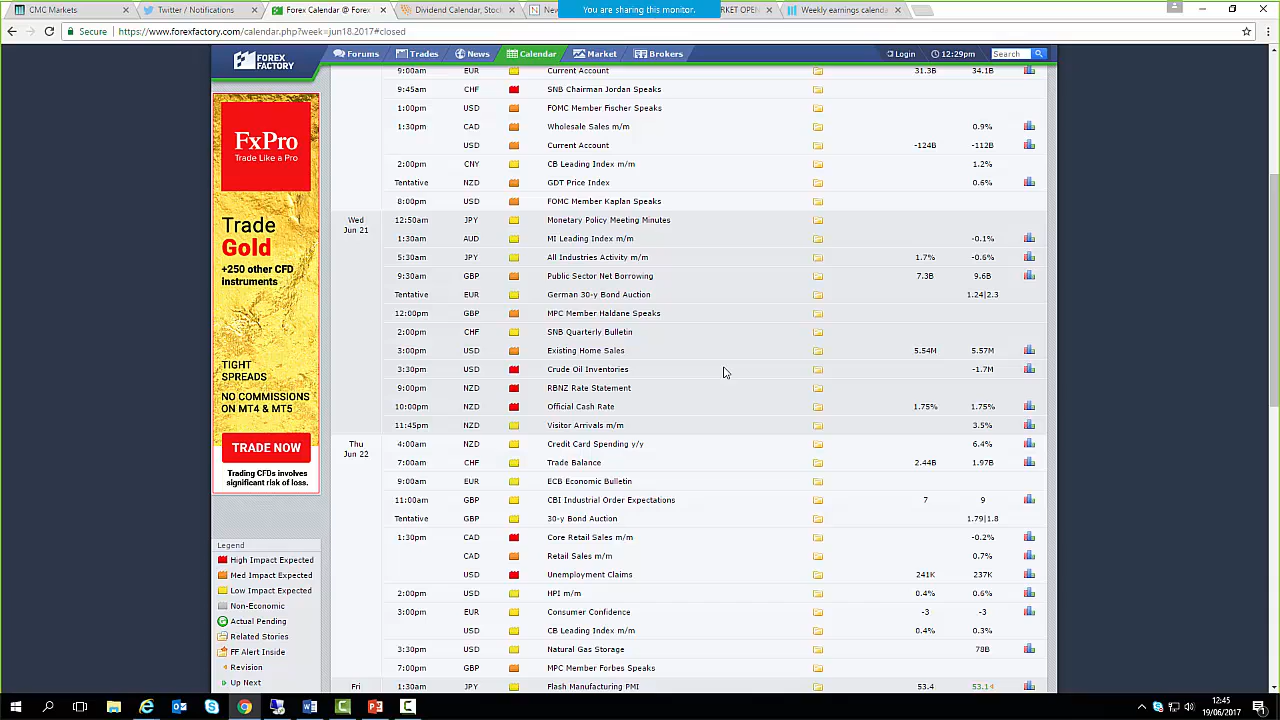 CMC Markets
Twitter / Notifications
Forex Calendar @ Forex
Dividend Calendar, Stock
You are sharing this monitor.
Weekly earnings calenda
Secure
https://www.forexfactory.com/calendar.php?week=jun18.2017#closed
FOREX FACTORY
Forums Trades News Calendar Market Brokers
Login 12:29pm Search
9:00am EUR Current Account 31.3B 34.1B
9:45am CHF SNB Chairman Jordan Speaks
1:00pm USD FOMC Member Fischer Speaks
1:30pm CAD Wholesale Sales m/m 0.9%
USD Current Account -124B -112B
2:00pm CNY CB Leading Index m/m 1.2%
Tentative NZD GDT Price Index 0.6%
8:00pm USD FOMC Member Kaplan Speaks
Wed Jun 21 12:50am JPY Monetary Policy Meeting Minutes
1:30am AUD MI Leading Index m/m -0.1%
5:30am JPY All Industries Activity m/m 1.7% -0.6%
9:30am GBP Public Sector Net Borrowing 7.3B 9.6B
Tentative EUR German 30-y Bond Auction 1.24|2.3
12:00pm GBP MPC Member Haldane Speaks
2:00pm CHF SNB Quarterly Bulletin
3:00pm USD Existing Home Sales 5.54M 5.57M
3:30pm USD Crude Oil Inventories -1.7M
9:00pm NZD RBNZ Rate Statement
10:00pm NZD Official Cash Rate 1.75% 1.75%
11:45pm NZD Visitor Arrivals m/m 3.5%
Thu Jun 22 4:00am NZD Credit Card Spending y/y 6.4%
7:00am CHF Trade Balance 2.44B 1.97B
9:00am EUR ECB Economic Bulletin
11:00am GBP CBI Industrial Order Expectations 7 9
Tentative GBP 30-y Bond Auction 1.79|1.8
1:30pm CAD Core Retail Sales m/m -0.2%
CAD Retail Sales m/m 0.7%
USD Unemployment Claims 241K 237K
2:00pm USD HPI m/m 0.4% 0.6%
3:00pm EUR Consumer Confidence -3 -3
USD CB Leading Index m/m 0.4% 0.3%
3:30pm USD Natural Gas Storage 78B
7:00pm GBP MPC Member Forbes Speaks
Fri 1:30am JPY Flash Manufacturing PMI 53.4 53.1
FxPro
Trade Like a Pro
Trade
Gold
+250 other CFD
instruments
TIGHT
SPREADS
NO COMMISSIONS
ON MT4 & MT5
TRADE NOW
Trading CFDs involves
significant risk of loss.
Legend
High Impact Expected
Med Impact Expected
Low Impact Expected
Non-Economic
Actual Pending
Related Stories
FF Alert Inside
Revision
Up Next
12:45
19/06/2017